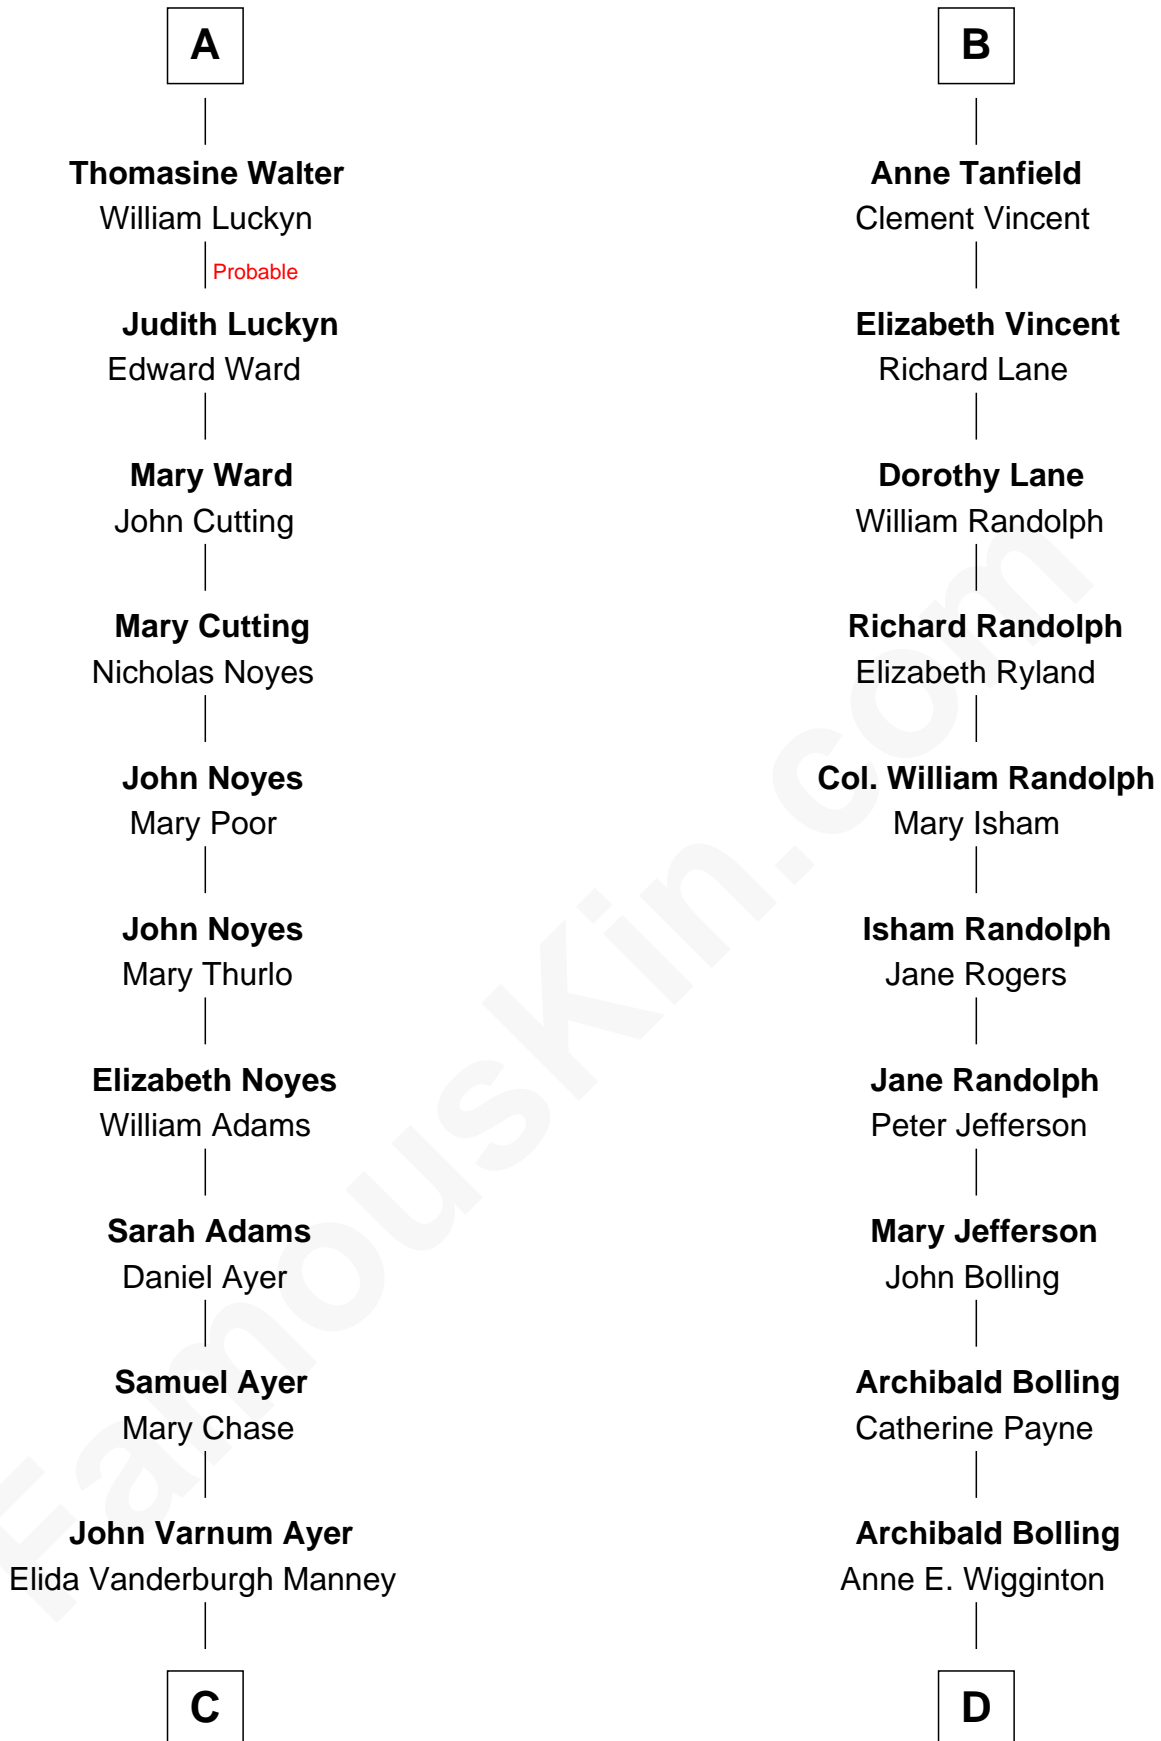 A
Thomasine Walter
William Luckyn
Probable
Judith Luckyn
Edward Ward
Mary Ward
John Cutting
Mary Cutting
Nicholas Noyes
John Noyes
Mary Poor
John Noyes
Mary Thurlo
Elizabeth Noyes
William Adams
Sarah Adams
Daniel Ayer
Samuel Ayer
Mary Chase
John Varnum Ayer
Elida Vanderburgh Manney
C
B
Anne Tanfield
Clement Vincent
Elizabeth Vincent
Richard Lane
Dorothy Lane
William Randolph
Richard Randolph
Elizabeth Ryland
Col. William Randolph
Mary Isham
Isham Randolph
Jane Rogers
Jane Randolph
Peter Jefferson
Mary Jefferson
John Bolling
Archibald Bolling
Catherine Payne
Archibald Bolling
Anne E. Wigginton
D
FamousKin.com